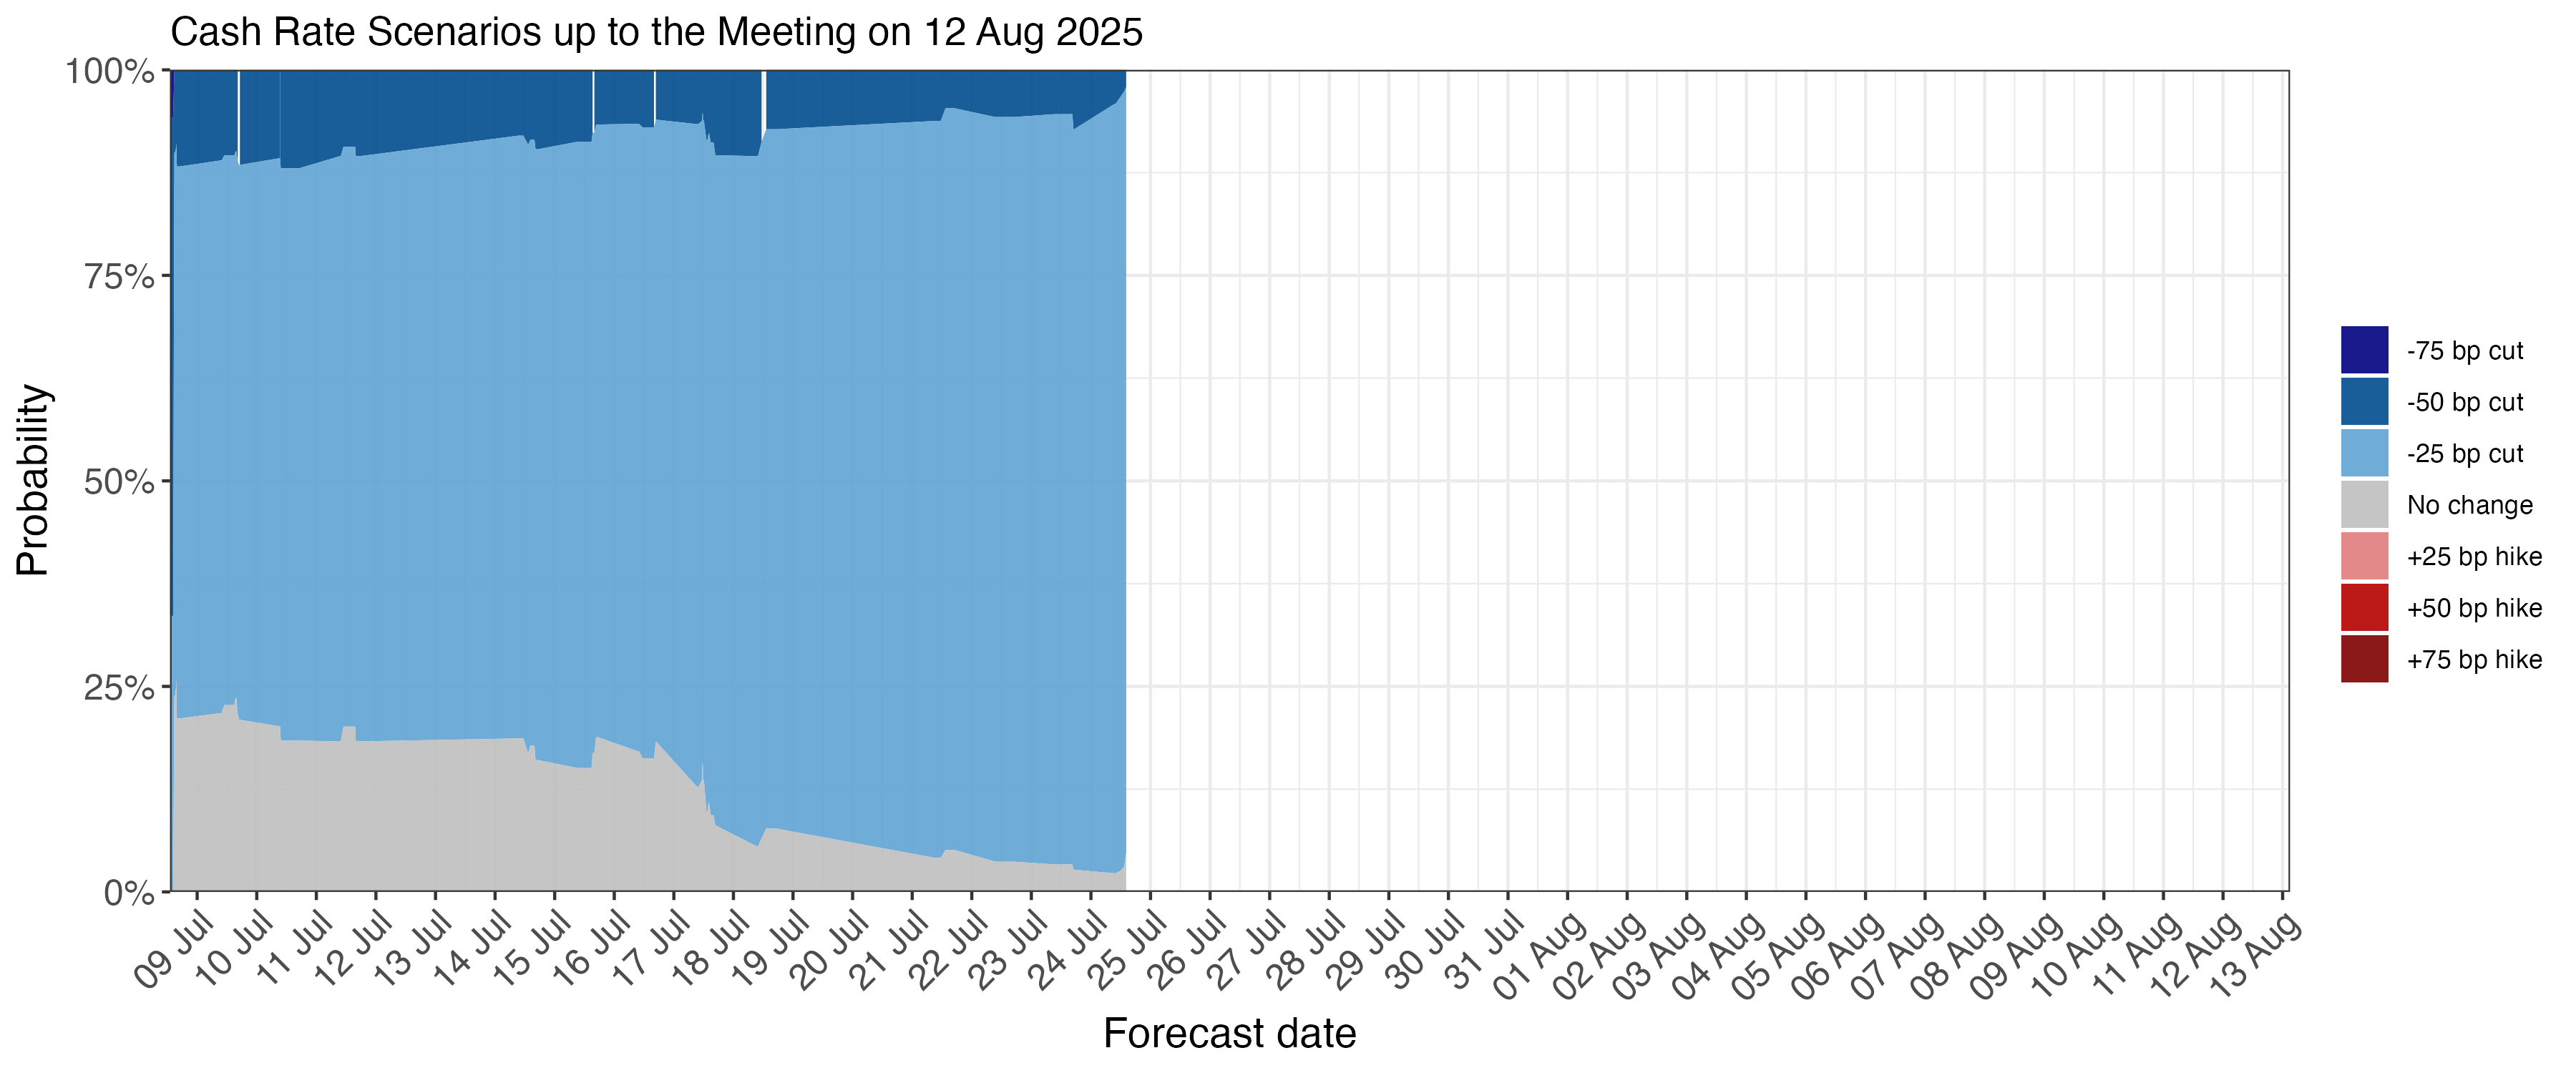 Cash Rate Scenarios up to the Meeting on 12 Aug 2025
100%
75%
50%
25%
0%
Probability
09 Jul
10 Jul
11 Jul
12 Jul
13 Jul
14 Jul
15 Jul
16 Jul
17 Jul
18 Jul
19 Jul
20 Jul
21 Jul
22 Jul
23 Jul
24 Jul
25 Jul
26 Jul
27 Jul
28 Jul
29 Jul
30 Jul
31 Jul
01 Aug
02 Aug
03 Aug
04 Aug
05 Aug
06 Aug
07 Aug
08 Aug
09 Aug
10 Aug
11 Aug
12 Aug
13 Aug
Forecast date
-75 bp cut
-50 bp cut
-25 bp cut
No change
+25 bp hike
+50 bp hike
+75 bp hike